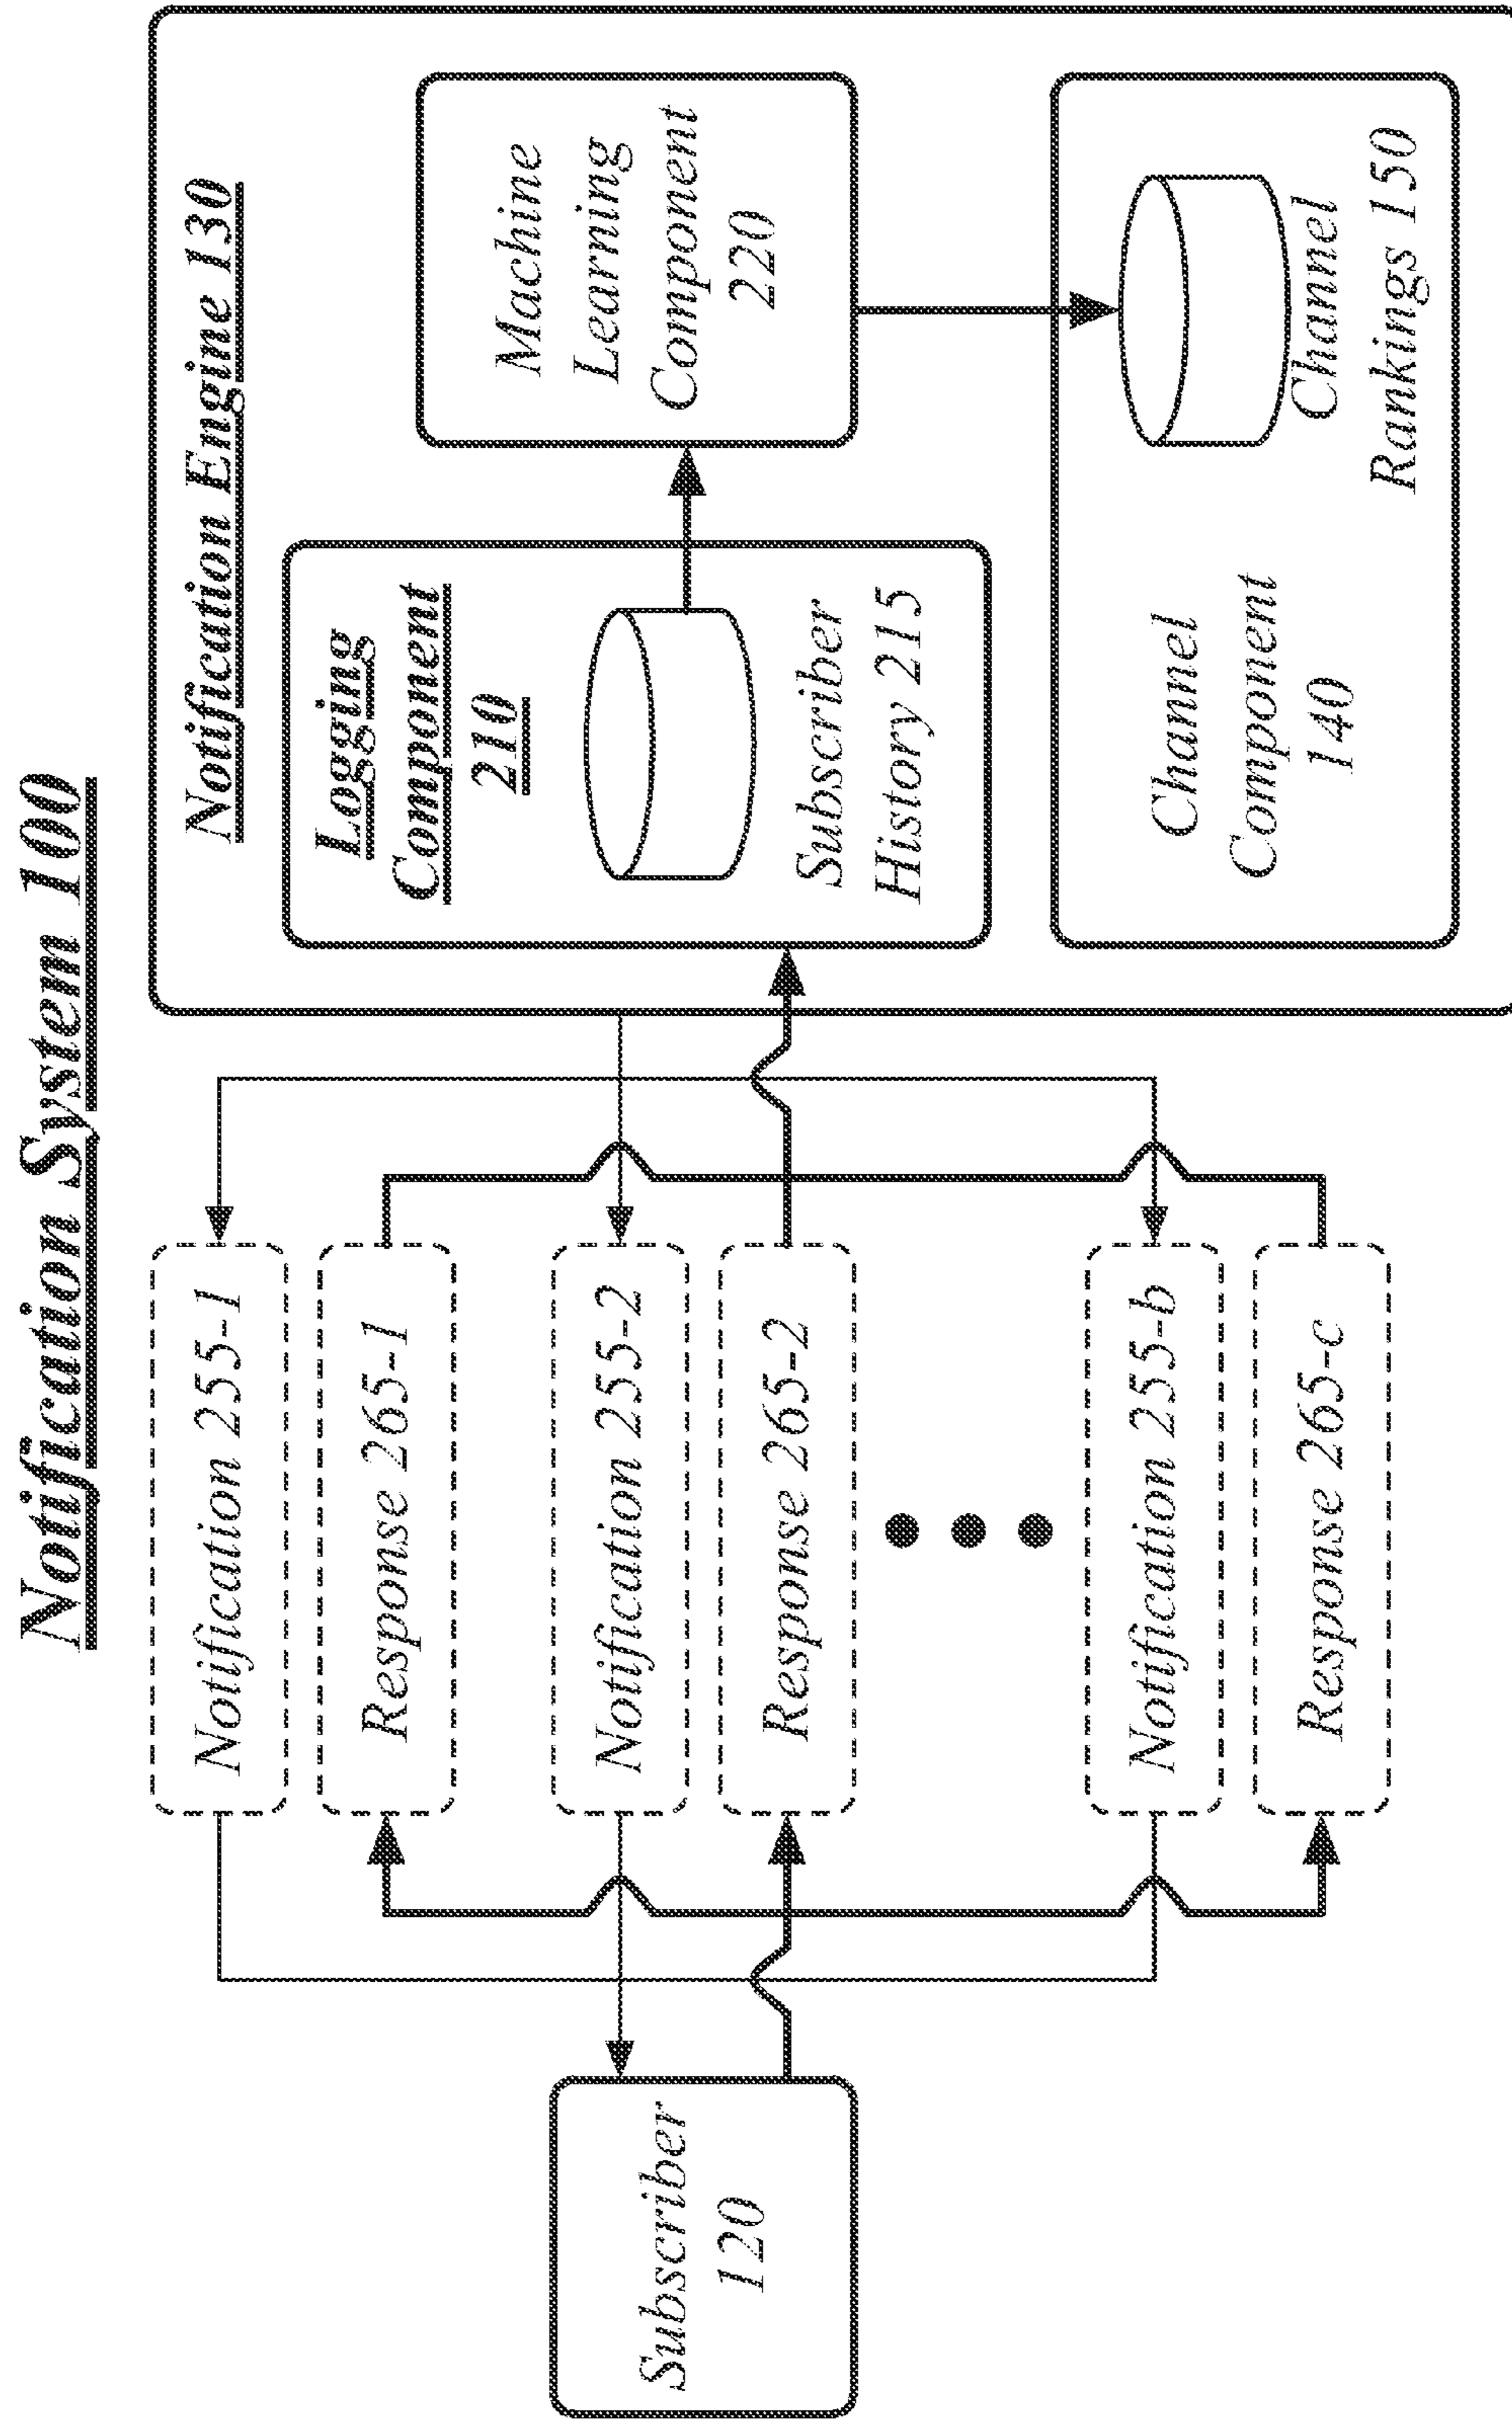 Notification System 100
Notification Engine 130
Logging
Component
210
Subscriber
History 215
Machine
Learning
Component
220
Channel
Component
140
Channel
Rankings 150
Notification 255-1
Response 265-1
Notification 255-2
Response 265-2
Notification 255-b
Response 265-c
Subscriber
120